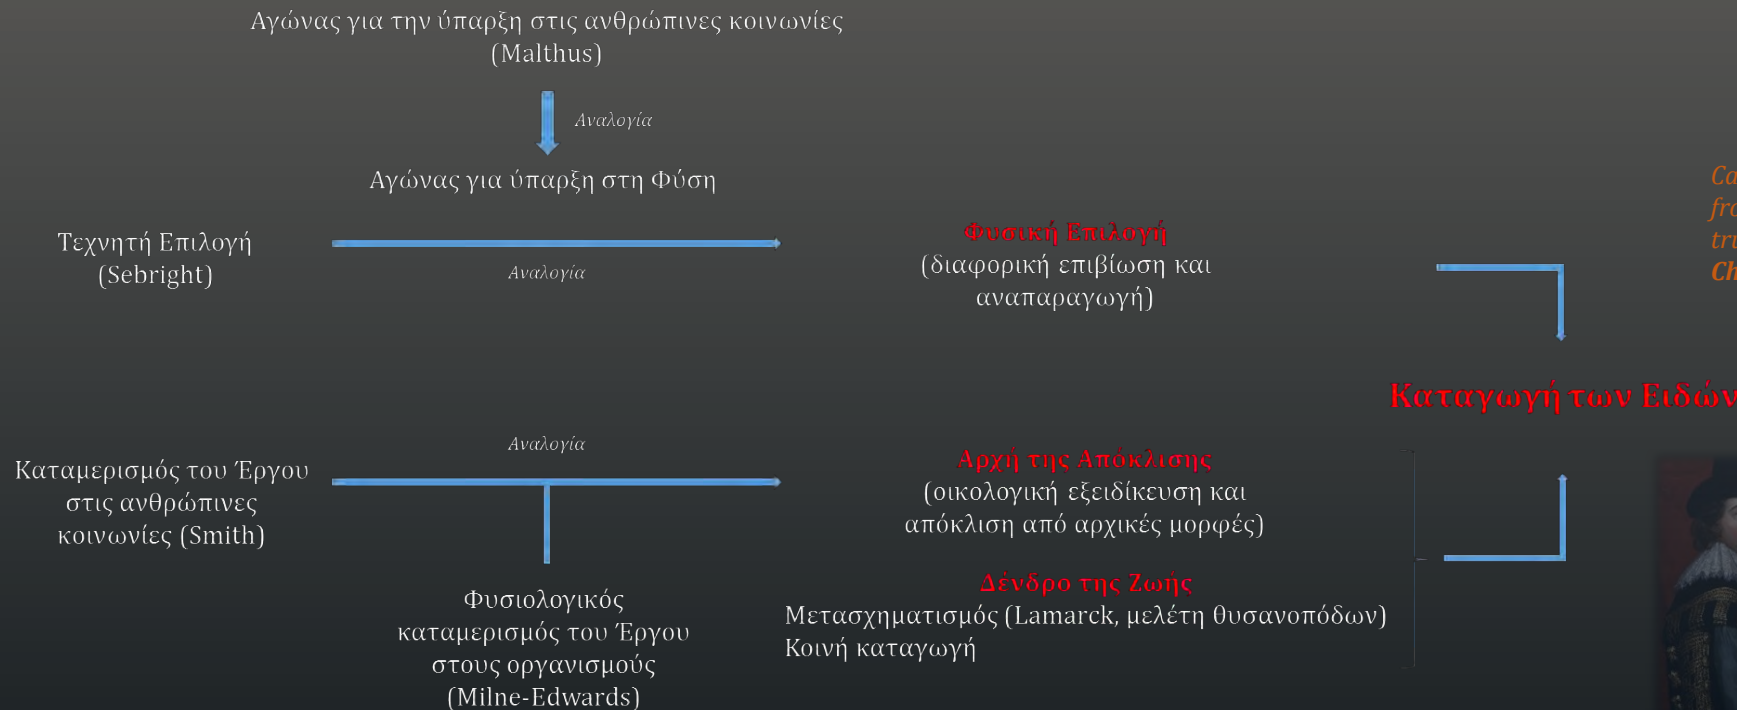 Αγώνας για την ύπαρξη στις ανθρώπινες κοινωνίες
(Malthus)
Αναλογία
Αγώνας για ύπαρξη στη Φύση
Τεχνητή Επιλογή
(Sebright)
Αναλογία
Φυσική Επιλογή
(διαφορική επιβίωση και
αναπαραγωγή)
Καταγωγή των Ειδών
Αναλογία
Καταμερισμός του Έργου
στις ανθρώπινες
κοινωνίες (Smith)
Φυσιολογικός
καταμερισμός του Έργου
στους οργανισμούς
(Milne-Edwards)
Αρχή της Απόκλισης
(οικολογική εξειδίκευση και
απόκλιση από αρχικές μορφές)
Δένδρο της Ζωής
Μετασχηματισμός (Lamarck, μελέτη θυσανοπόδων)
Κοινή καταγωγή